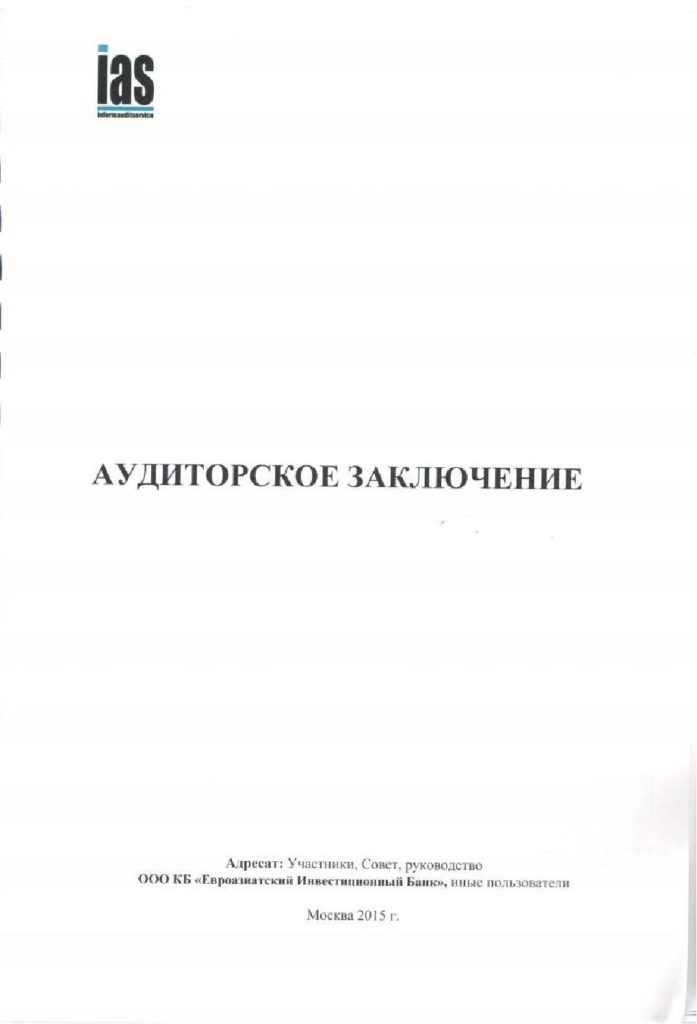 ias
informauditservice
АУДИТОРСКОЕ ЗАКЛЮЧЕНИЕ
Адресат: Участники, Совет, руководство
ООО КБ «Евроазиатский Инвестиционный Банк», иные пользователи
Москва 2015 г.